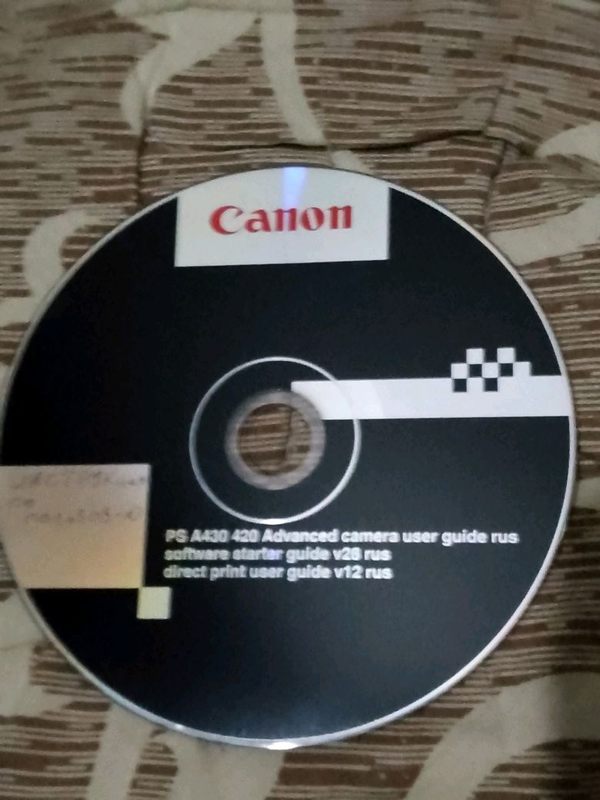 Canon
PS A430 420 Advanced camera user guide rus
software starter guide v28 rus
direct print user guide v12 rus